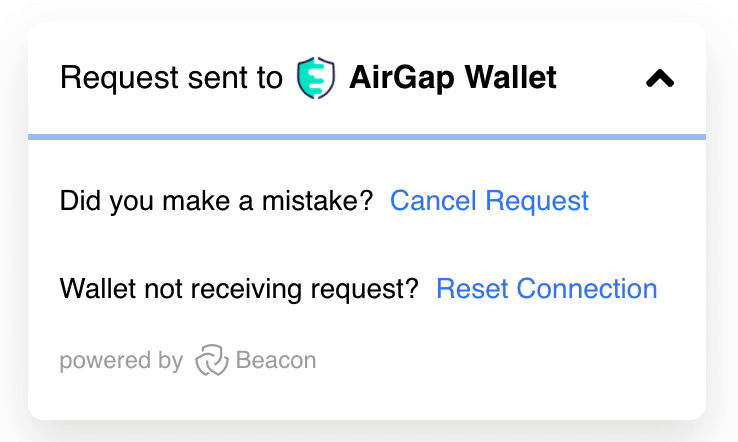 Request sent to AirGap Wallet
Did you make a mistake? Cancel Request
Wallet not receiving request? Reset Connection
powered by Beacon